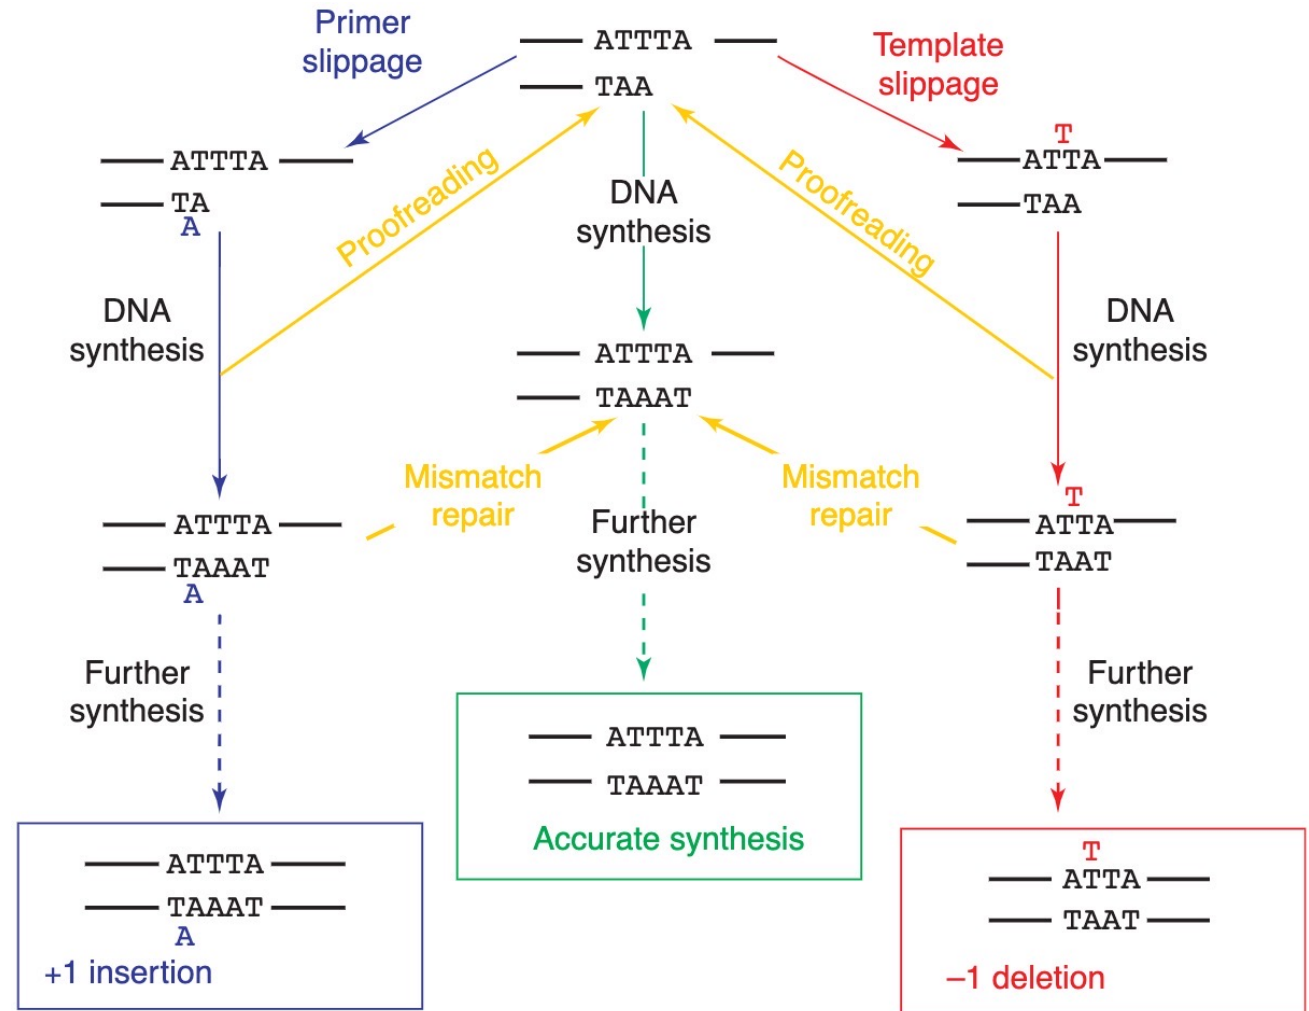 Primer
slippage
ATTTA
TAA
Template
slippage
ATTTA
TA
A
Proofreading
DNA
synthesis
Proofreading
T
ATTA
TAA
DNA
synthesis
ATTTA
TAAAT
DNA
synthesis
Mismatch
repair
Mismatch
repair
ATTTA
TAAAT
A
Further
synthesis
T
ATTA
TAAT
Further
synthesis
ATTTA
TAAAT
Accurate synthesis
Further
synthesis
ATTTA
TAAAT
A
+1 insertion
T
ATTA
TAAT
–1 deletion